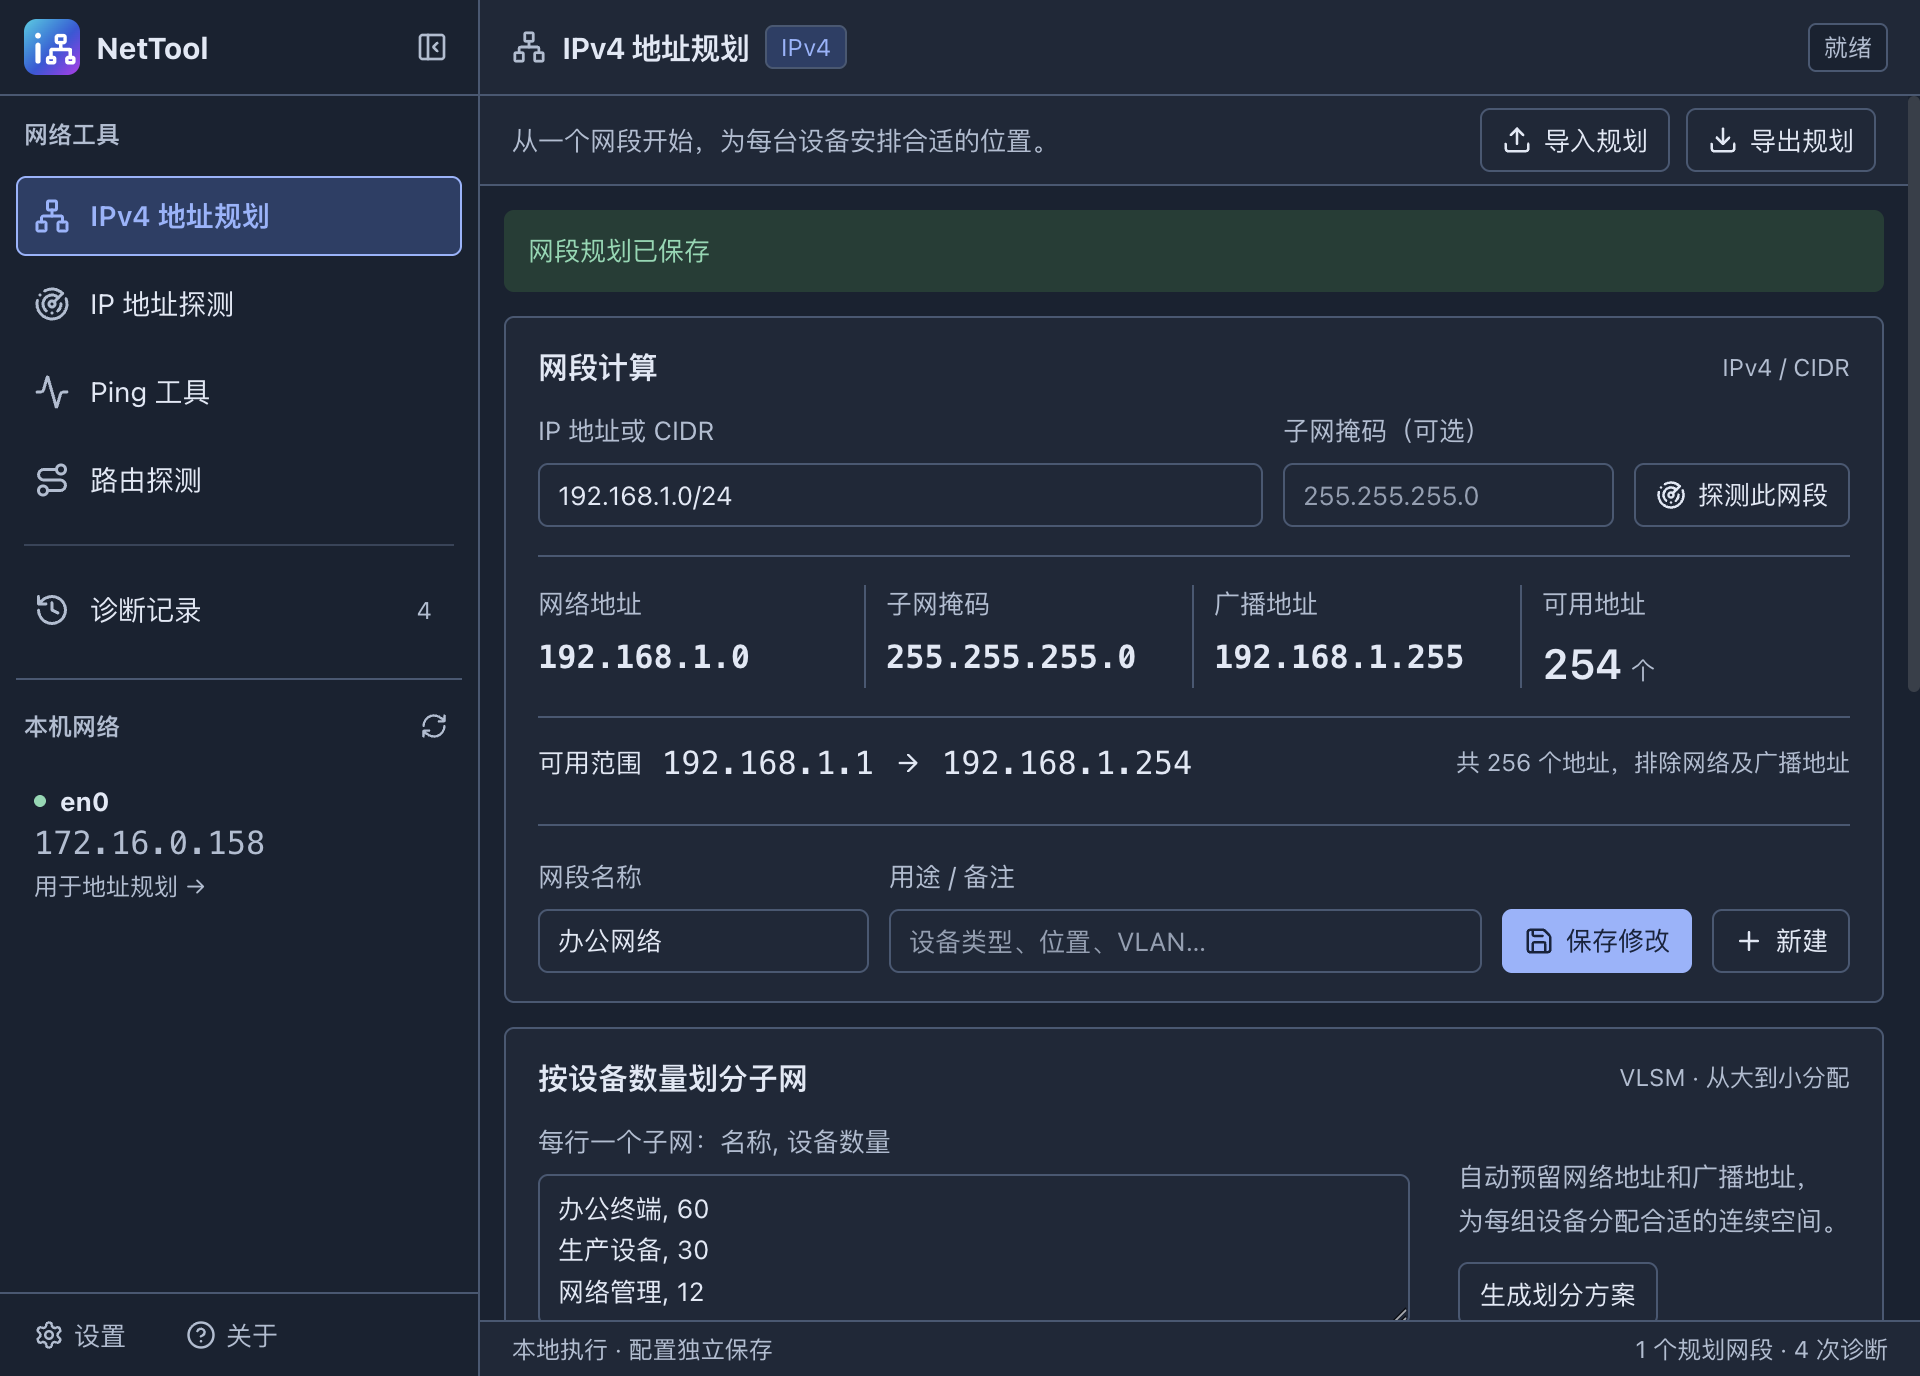 NetTool
网络工具
IPv4 地址规划
IP 地址探测
Ping 工具
路由探测
诊断记录 4
本机网络
en0
172.16.0.158
用于地址规划 →
设置
关于
IPv4 地址规划 IPv4
就绪
从一个网段开始，为每台设备安排合适的位置。
导入规划
导出规划
网段规划已保存
网段计算
IPv4 / CIDR
IP 地址或 CIDR
子网掩码（可选）
192.168.1.0/24
255.255.255.0
探测此网段
网络地址
192.168.1.0
子网掩码
255.255.255.0
广播地址
192.168.1.255
可用地址
254 个
可用范围 192.168.1.1 → 192.168.1.254
共 256 个地址，排除网络及广播地址
网段名称
用途 / 备注
办公网络
设备类型、位置、VLAN...
保存修改
新建
按设备数量划分子网
VLSM · 从大到小分配
每行一个子网：名称, 设备数量
办公终端, 60
生产设备, 30
网络管理, 12
自动预留网络地址和广播地址，
为每组设备分配合适的连续空间。
生成划分方案
本地执行 · 配置独立保存
1 个规划网段 · 4 次诊断